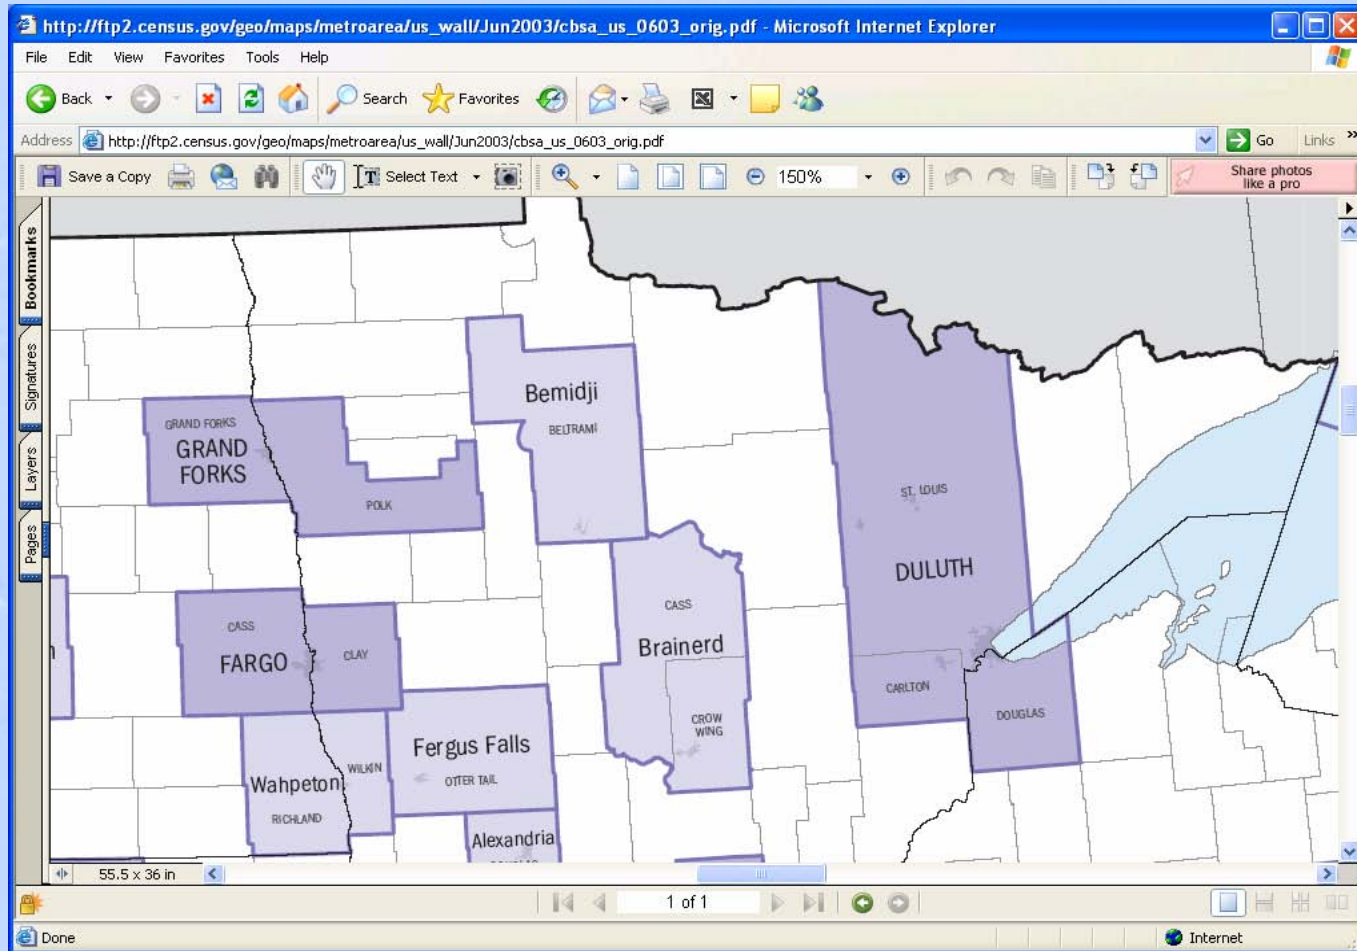 http://ftp2.census.gov/geo/maps/metroarea/us_wall/Jun2003/cbsa_us_0603_orig.pdf - Microsoft Internet Explorer
File Edit View Favorites Tools Help
Back Search Favorites
Address http://ftp2.census.gov/geo/maps/metroarea/us_wall/Jun2003/cbsa_us_0603_orig.pdf Go Links »
Save a Copy Select Text 150% Share photos
like a pro
Bookmarks
Signatures
Layers
Pages
Bemidji
BELTRAMI
GRAND FORKS
GRAND
FORKS
POLK
ST. LOUIS
DULUTH
CASS
FARGO
CLAY
CASS
Brainerd
CARLTON
DOUGLAS
CROW
WING
Fergus Falls
OTTER TAIL
WILKIN
Wahpeton
RICHLAND
Alexandria
55.5 x 36 in
1 of 1
Done Internet